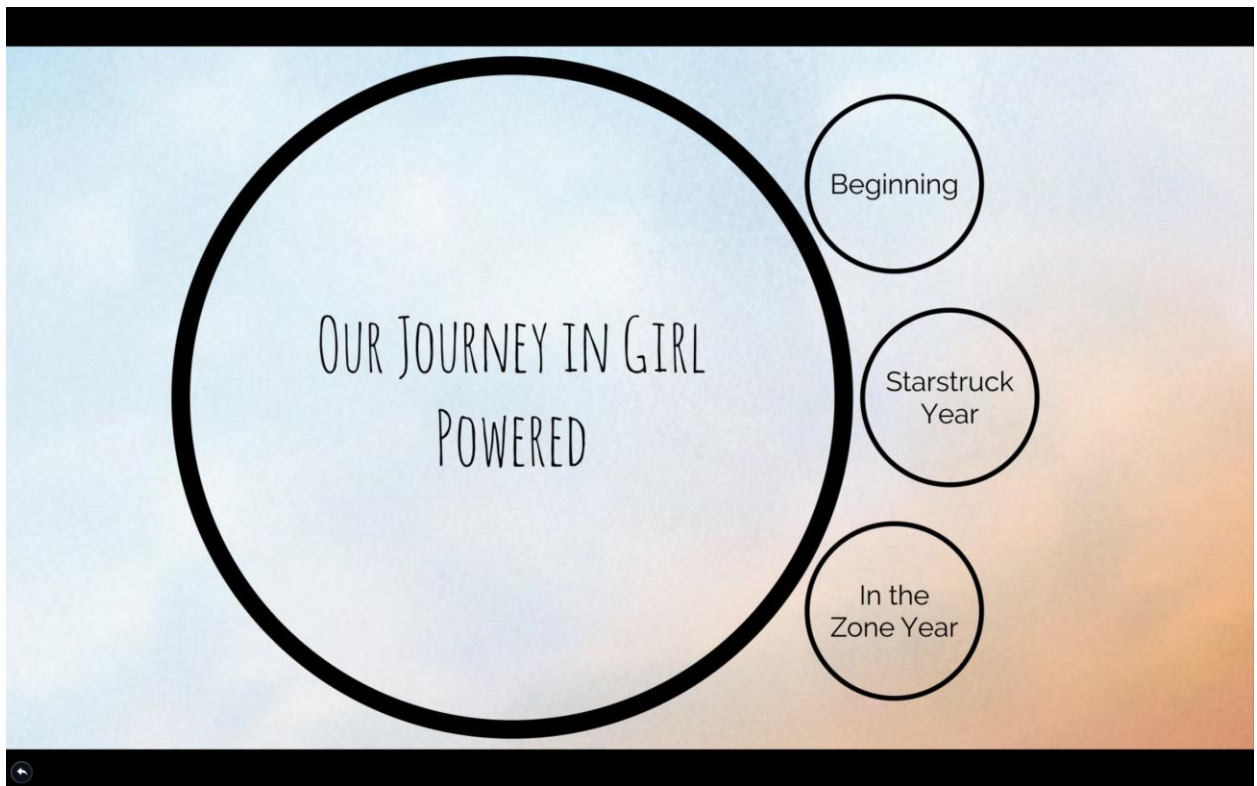 Our Journey in Girl
Powered
Beginning
Starstruck
Year
In the
Zone Year